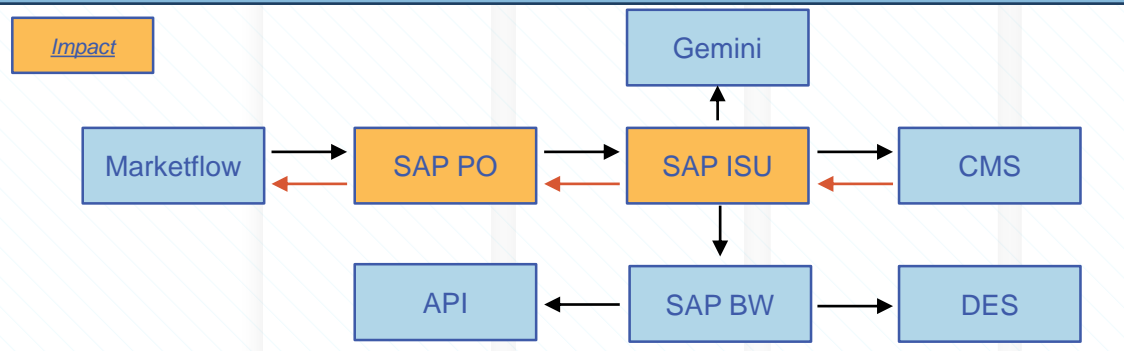 Impact
Gemini
Marketflow
SAP PO
SAP ISU
CMS
API
SAP BW
DES